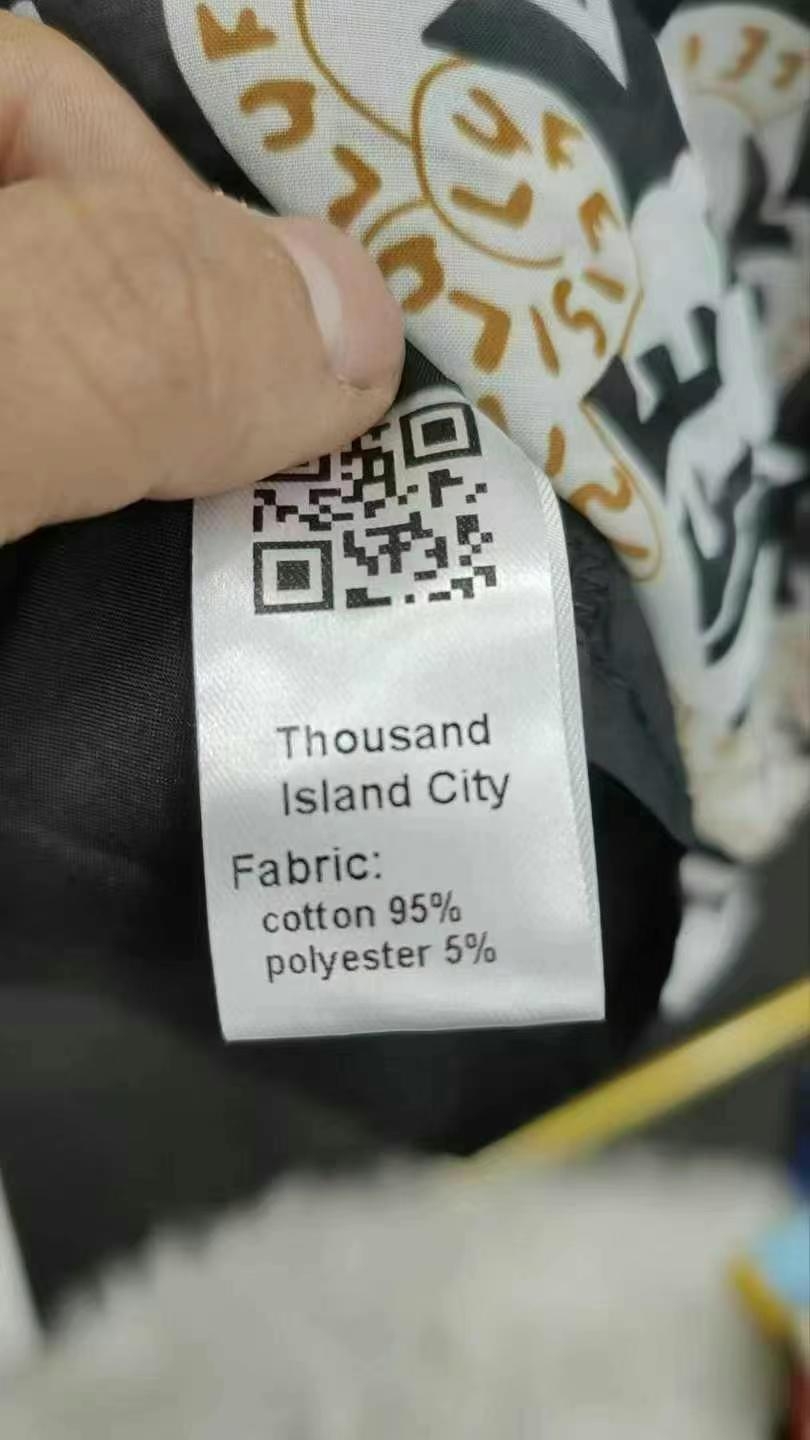 Thousand
Island City
Fabric:
cotton 95%
polyester 5%